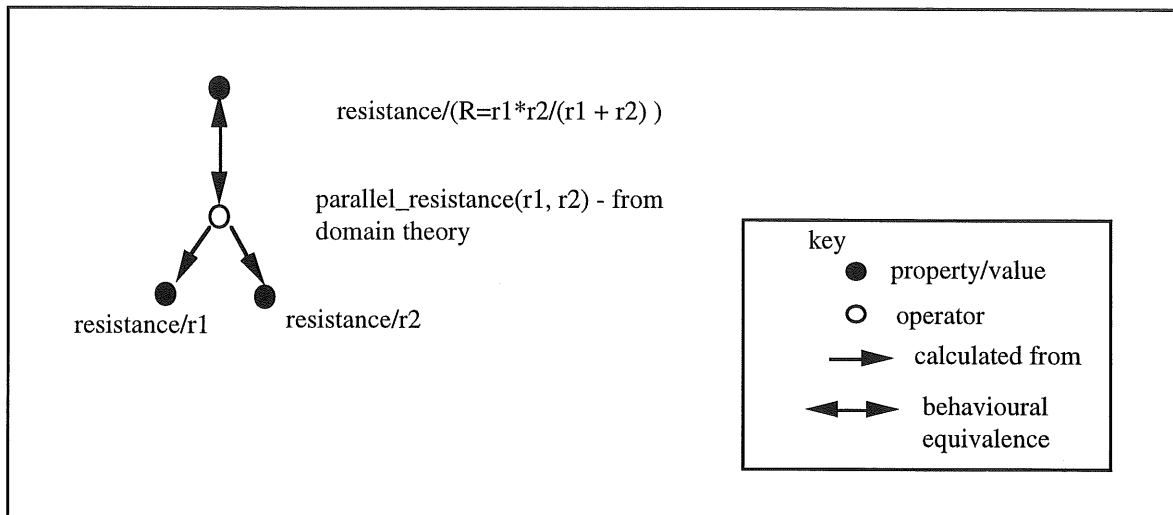 resistance/(R=r1*r2/(r1 + r2) )
parallel_resistance(r1, r2) - from
domain theory
resistance/r1
resistance/r2
key
property/value
operator
calculated from
behavioural
equivalence